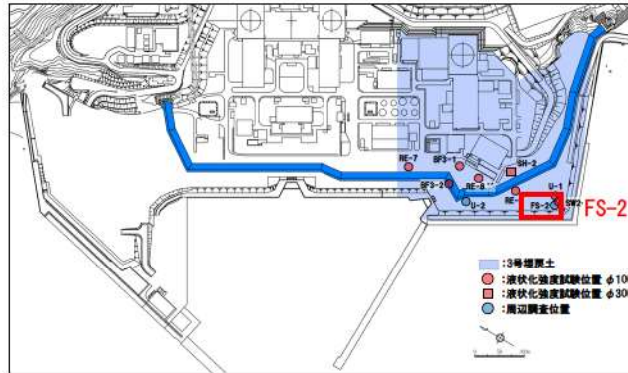 RE-7
BF3-1
SH-2
RE-8
BF3-2
U-2
RE-
U-1
FS-2
SW2-
FS-2
:3号埋戻土
:液状化強度試験位置 φ100
:液状化強度試験位置 φ300
:周辺調査位置